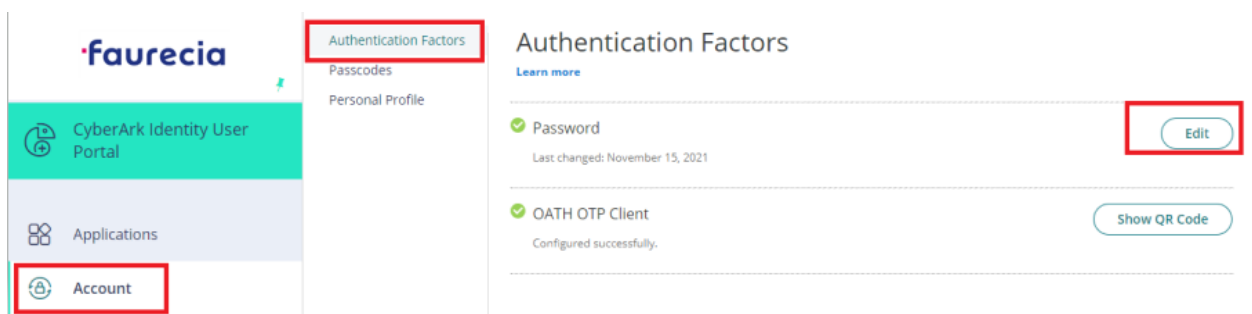 faurecia
CyberArk Identity User
Portal
Applications
Account
Authentication Factors
Passcodes
Personal Profile
Authentication Factors
Learn more
Password
Edit
Last changed: November 15, 2021
OATH OTP Client
Show QR Code
Configured successfully.